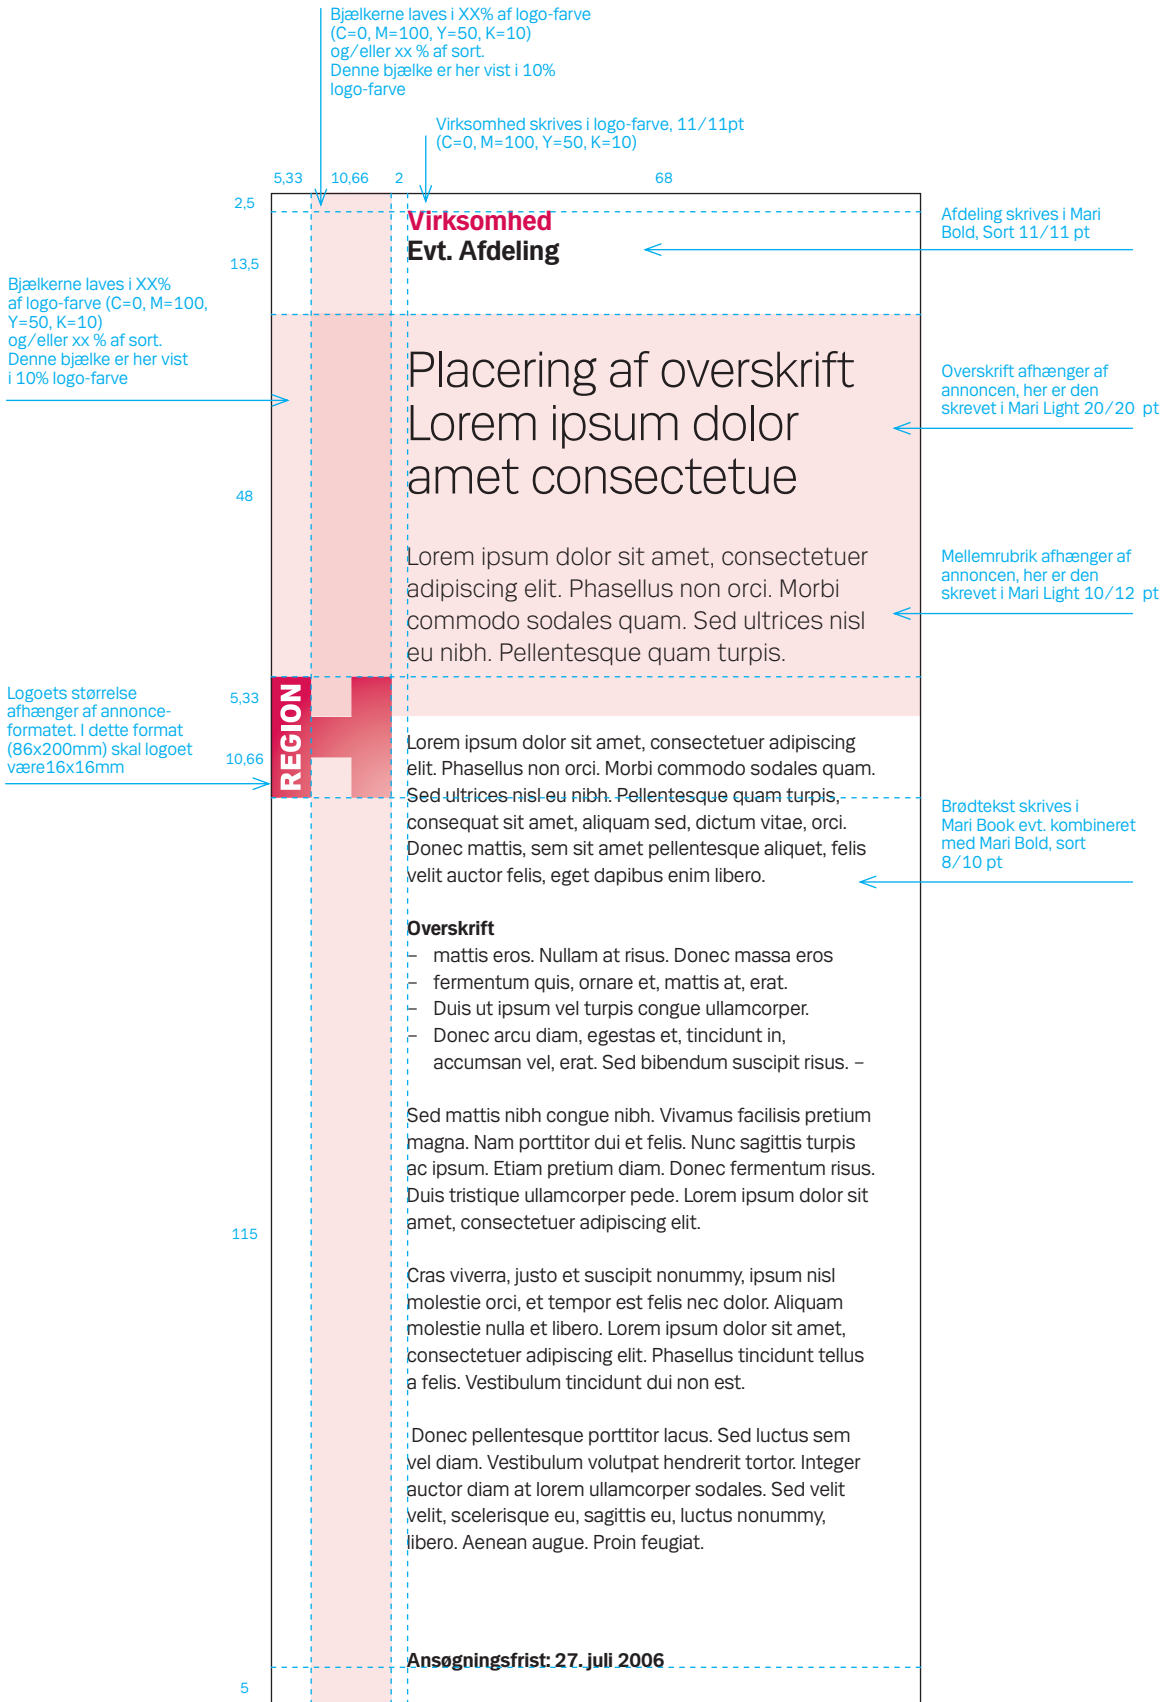 Bjælkerne laves i XX% af logo-farve
(C=0, M=100, Y=50, K=10)
og/eller xx % af sort.
Denne bjælke er her vist i 10%
logo-farve
Virksomhed skrives i logo-farve, 11/11pt
(C=0, M=100, Y=50, K=10)
5,33 10,66 2 68
2,5
13,5
48
5,33
10,66
115
5
Bjælkerne laves i XX%
af logo-farve (C=0, M=100,
Y=50, K=10)
og/eller xx % af sort.
Denne bjælke er her vist
i 10% logo-farve
Logoets størrelse
afhænger af annonce-
formatet. I dette format
(86x200mm) skal logoet
være16x16mm
REGION
H
Virksomhed
Evt. Afdeling
Placering af overskrift
Lorem ipsum dolor
amet consectetue
Lorem ipsum dolor sit amet, consectetuer
adipiscing elit. Phasellus non orci. Morbi
commodo sodales quam. Sed ultrices nisl
eu nibh. Pellentesque quam turpis.
Lorem ipsum dolor sit amet, consectetuer adipiscing
elit. Phasellus non orci. Morbi commodo sodales quam.
Sed ultrices nisl eu nibh. Pellentesque quam turpis,
consequat sit amet, aliquam sed, dictum vitae, orci.
Donec mattis, sem sit amet pellentesque aliquet, felis
velit auctor felis, eget dapibus enim libero.
Overskrift
– mattis eros. Nullam at risus. Donec massa eros
– fermentum quis, ornare et, mattis at, erat.
– Duis ut ipsum vel turpis congue ullamcorper.
– Donec arcu diam, egestas et, tincidunt in,
accumsan vel, erat. Sed bibendum suscipit risus. –
Sed mattis nibh congue nibh. Vivamus facilisis pretium
magna. Nam porttitor dui et felis. Nunc sagittis turpis
ac ipsum. Etiam pretium diam. Donec fermentum risus.
Duis tristique ullamcorper pede. Lorem ipsum dolor sit
amet, consectetuer adipiscing elit.
Cras viverra, justo et suscipit nonummy, ipsum nisl
molestie orci, et tempor est felis nec dolor. Aliquam
molestie nulla et libero. Lorem ipsum dolor sit amet,
consectetuer adipiscing elit. Phasellus tincidunt tellus
a felis. Vestibulum tincidunt dui non est.
Donec pellentesque porttitor lacus. Sed luctus sem
vel diam. Vestibulum volutpat hendrerit tortor. Integer
auctor diam at lorem ullamcorper sodales. Sed velit
velit, scelerisque eu, sagittis eu, luctus nonummy,
libero. Aenean augue. Proin feugiat.
Ansøgningsfrist: 27. juli 2006
Afdeling skrives i Mari
Bold, Sort 11/11 pt
Overskrift afhænger af
annoncen, her er den
skrevet i Mari Light 20/20 pt
Mellemrubrik afhænger af
annoncen, her er den
skrevet i Mari Light 10/12 pt
Brødtekst skrives i
Mari Book evt. kombineret
med Mari Bold, sort
8/10 pt